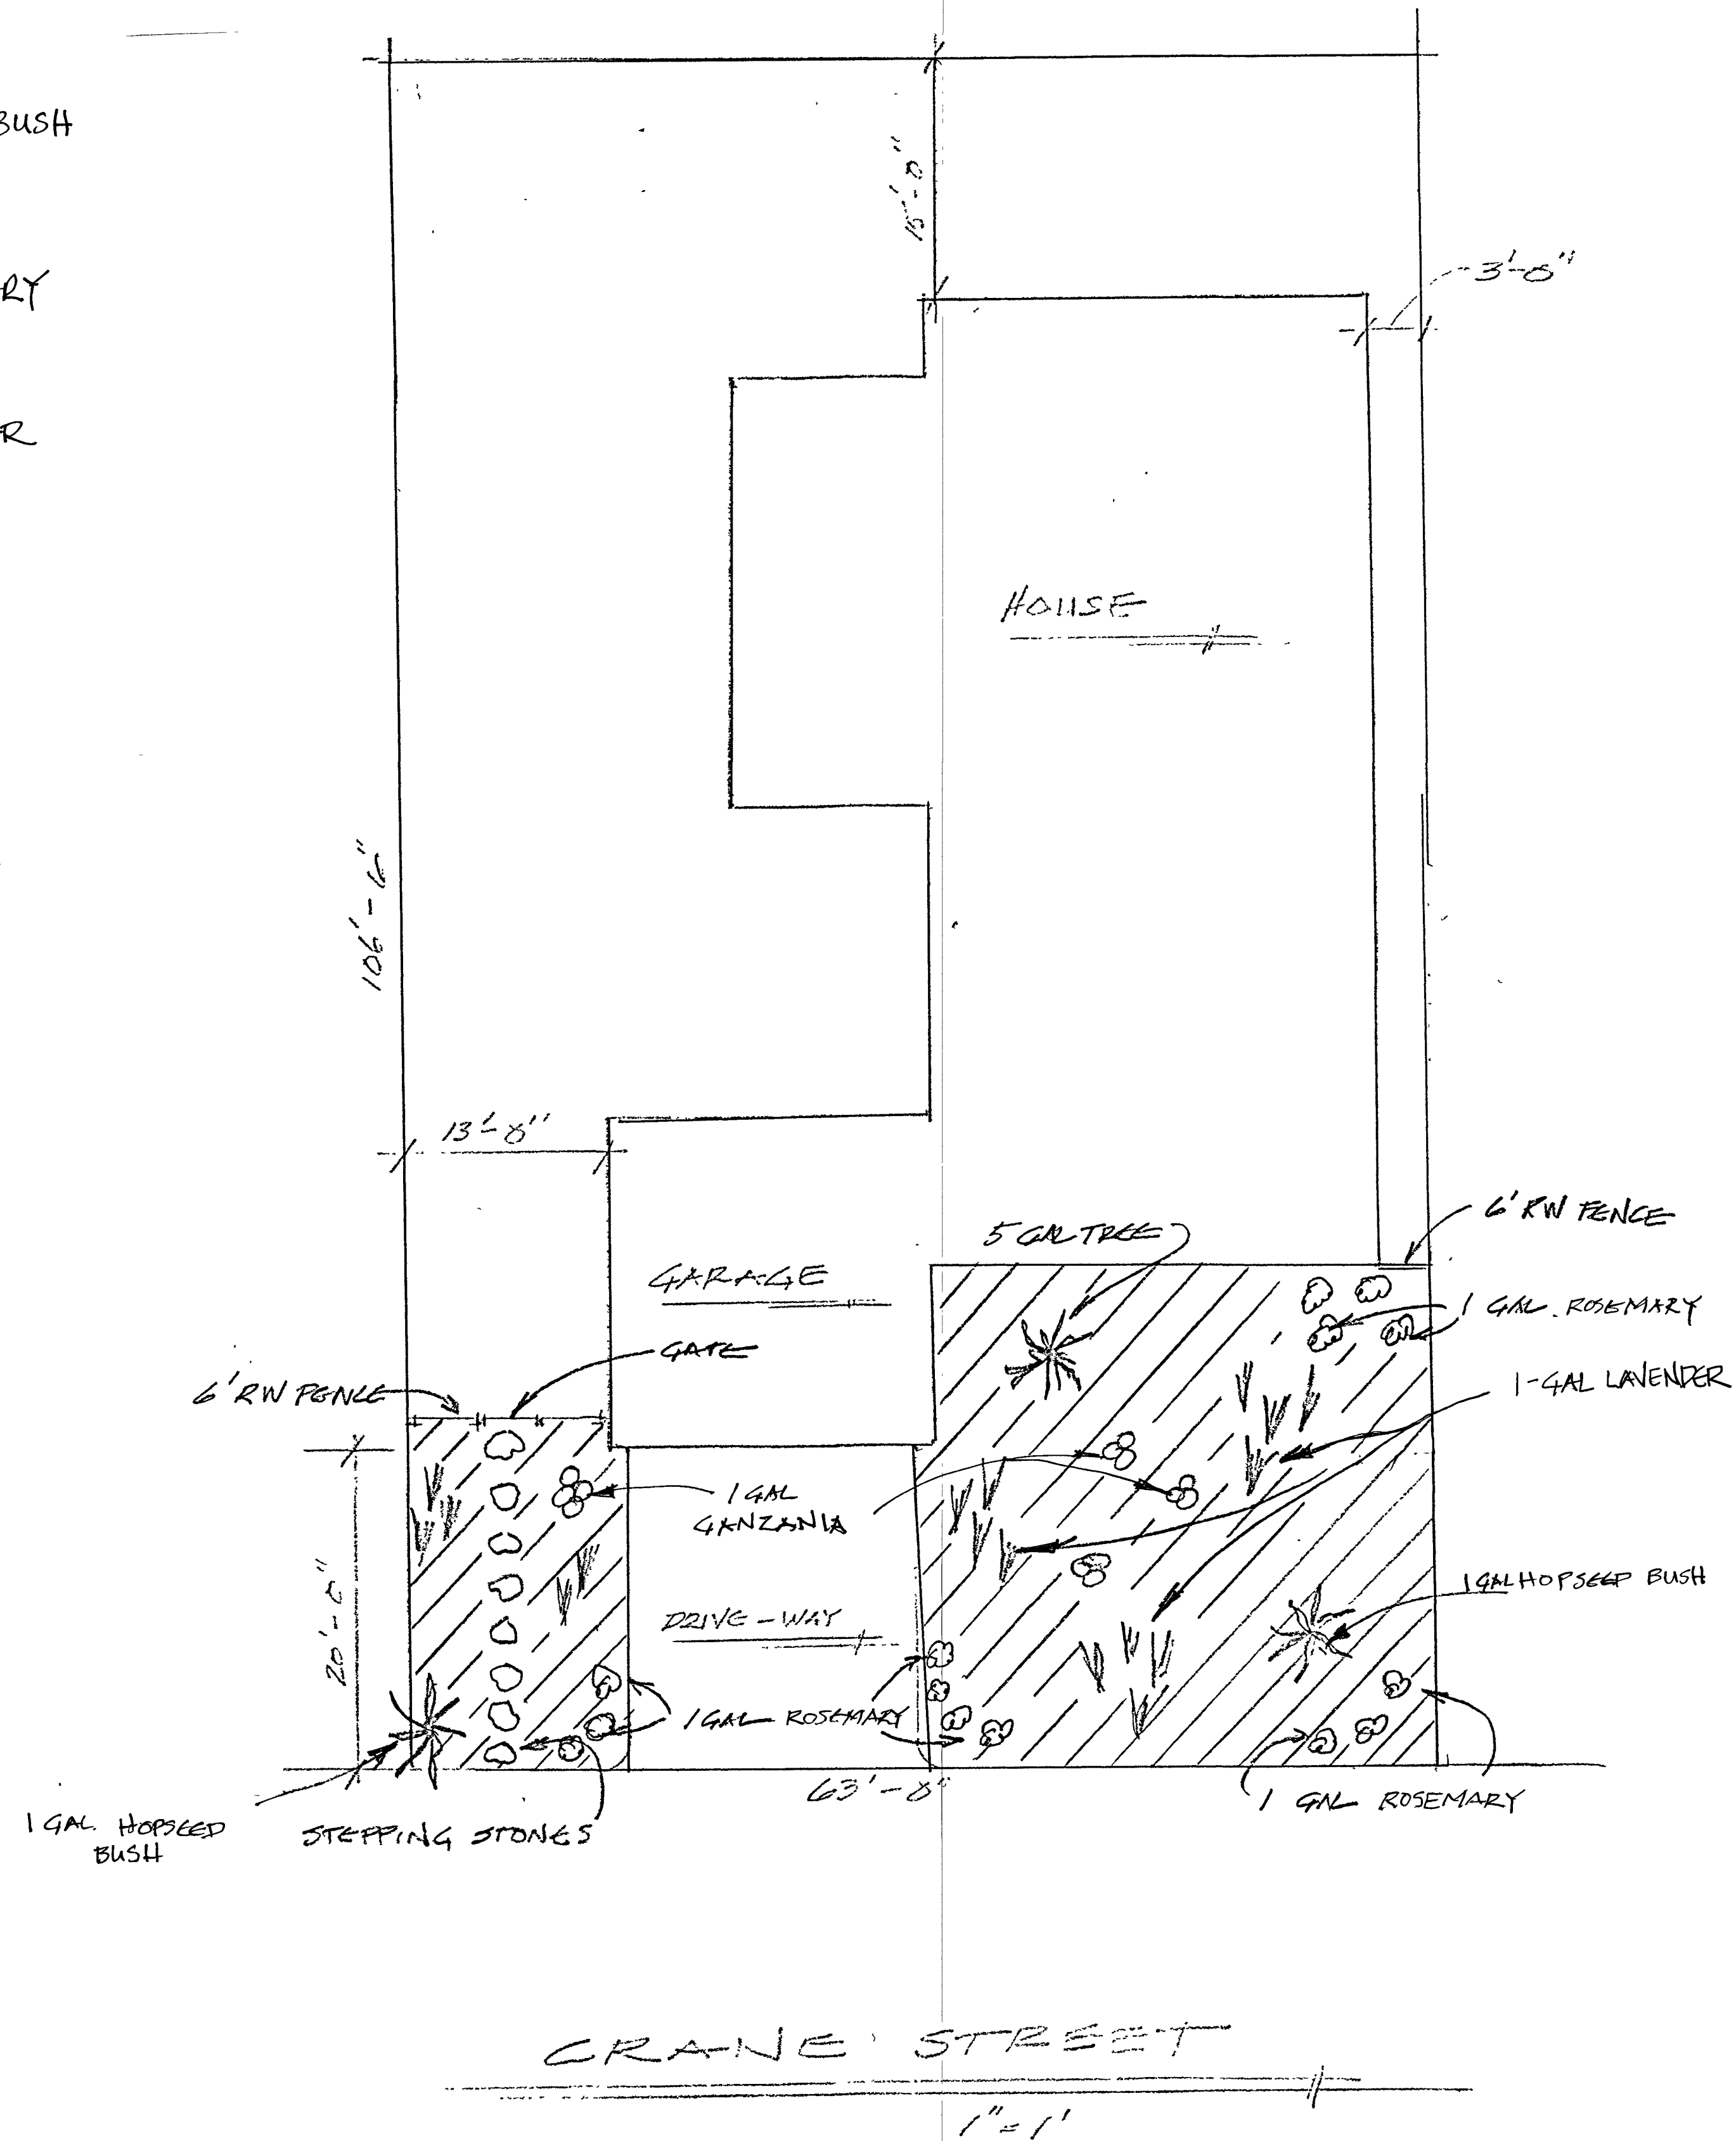 BUSH
RY
R
15'-0"
3'-0"
HOUSE
106'-6"
13'-0"
6' RW FENCE
5 GAL TREE
GARAGE
1 GAL. ROSEMARY
GATE
6' RW FENCE
1-GAL LAVENDER
1 GAL
GANZANIA
1 GAL HOPSEED BUSH
20'-0"
DRIVE-WAY
1 GAL ROSEMARY
63'-0"
1 GAL ROSEMARY
1 GAL. HOPSEED
BUSH
STEPPING STONES
CRANE STREET
1" = 1'